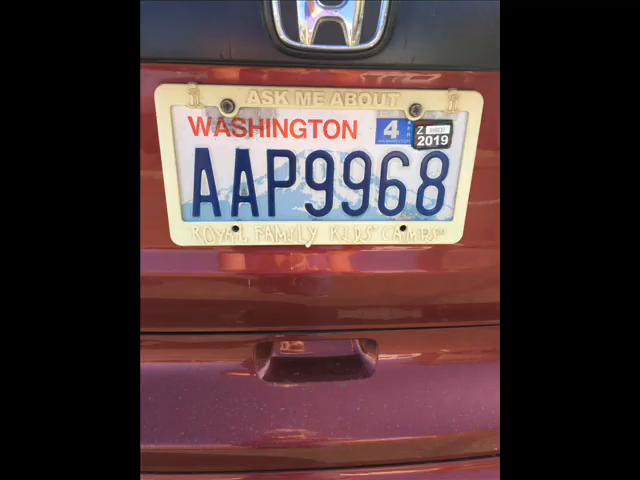 ASK ME ABOUT
WASHINGTON
4
2019
AAP9968
ROYAL FAMILY KIDS' CAMPS